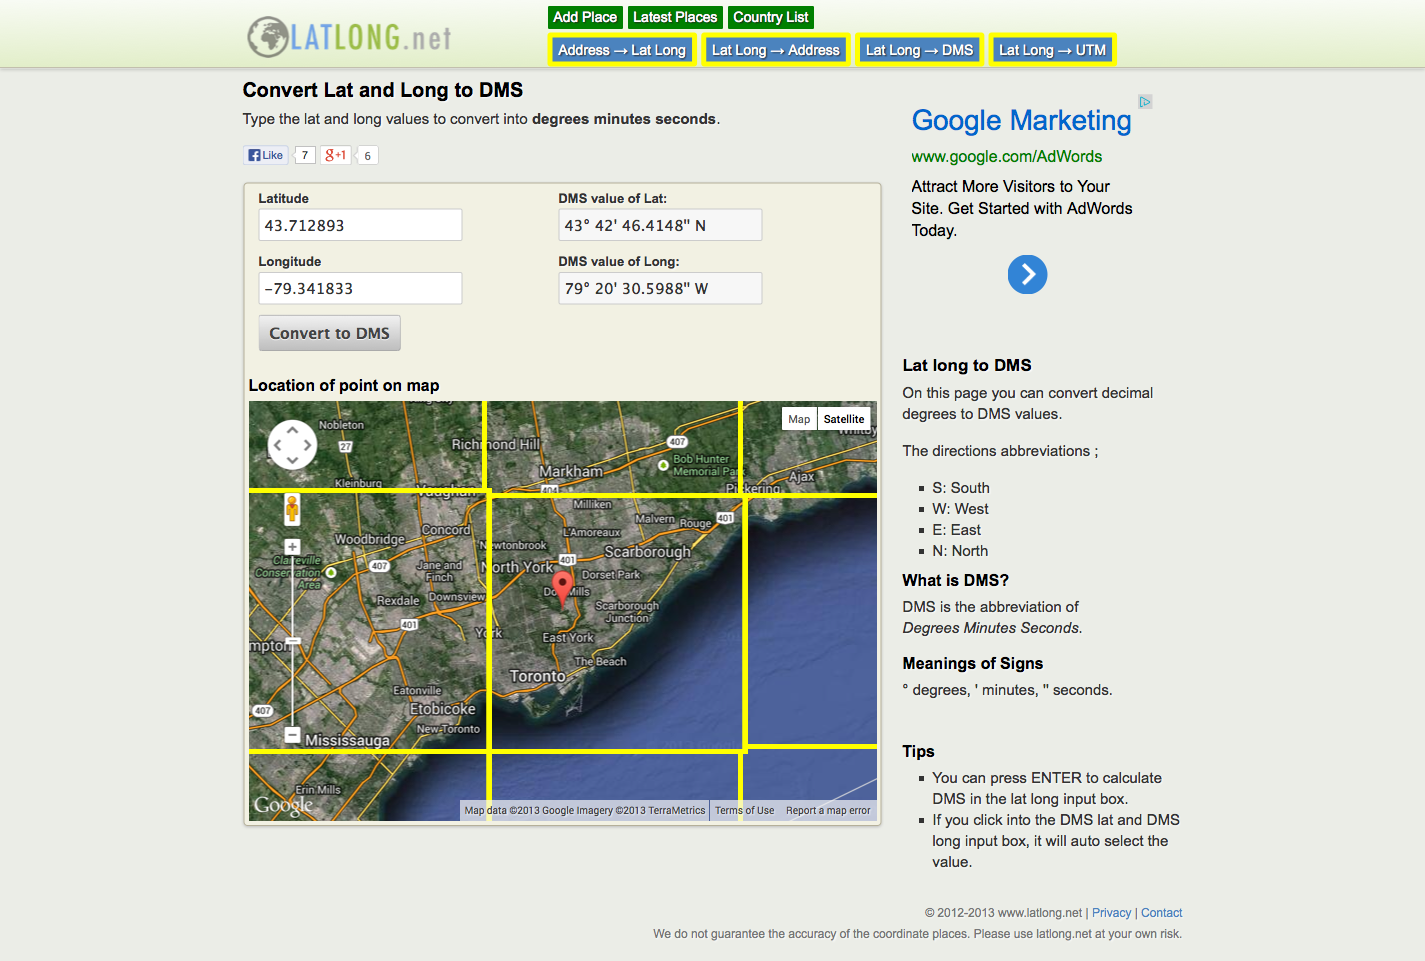 LATLONG.net
Add Place Latest Places Country List
Address → Lat Long Lat Long → Address Lat Long → DMS Lat Long → UTM
Convert Lat and Long to DMS
Type the lat and long values to convert into degrees minutes seconds.
Like 7 g+1 6
Latitude
43.712893
DMS value of Lat:
43° 42' 46.4148'' N
Longitude
-79.341833
DMS value of Long:
79° 20' 30.5988'' W
Convert to DMS
Location of point on map
Map Satellite
Nobleton
27
Richmond Hill
407
Whitby
Bob Hunter
Memorial Park
Markham
Ajax
Kleinburg
Vaughan
404
Pickering
Milliken
Malvern
Rouge
401
Concord
L'Amoreaux
Woodbridge
Newtonbrook
Scarborough
Claireville
Conservation
Area
407
Jane and
Finch
North York
401
Dorset Park
Don Mills
Rexdale
Downsview
Scarborough
Junction
401
York
East York
mpton
The Beach
Toronto
Eatonville
407
Etobicoke
New Toronto
Mississauga
Erin Mills
Google
Map data ©2013 Google Imagery ©2013 TerraMetrics
Terms of Use
Report a map error
Google Marketing
www.google.com/AdWords
Attract More Visitors to Your
Site. Get Started with AdWords
Today.
Lat long to DMS
On this page you can convert decimal
degrees to DMS values.
The directions abbreviations ;
S: South
W: West
E: East
N: North
What is DMS?
DMS is the abbreviation of
Degrees Minutes Seconds.
Meanings of Signs
° degrees, ' minutes, '' seconds.
Tips
You can press ENTER to calculate
DMS in the lat long input box.
If you click into the DMS lat and DMS
long input box, it will auto select the
value.
© 2012-2013 www.latlong.net | Privacy | Contact
We do not guarantee the accuracy of the coordinate places. Please use latlong.net at your own risk.